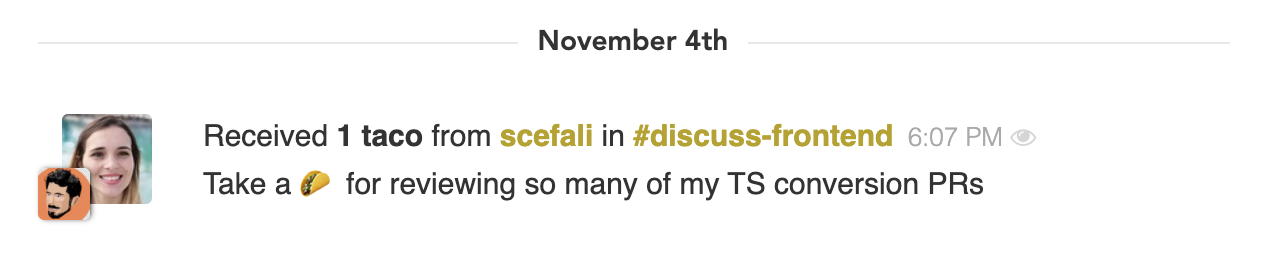 November 4th
Received 1 taco from scefali in #discuss-frontend 6:07 PM
Take a 🌮 for reviewing so many of my TS conversion PRs